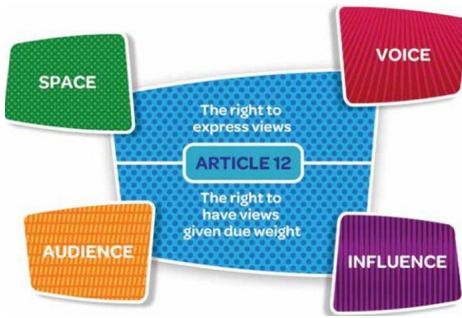 SPACE
VOICE
The right to
express views
ARTICLE 12
The right to
have views
given due weight
AUDIENCE
INFLUENCE